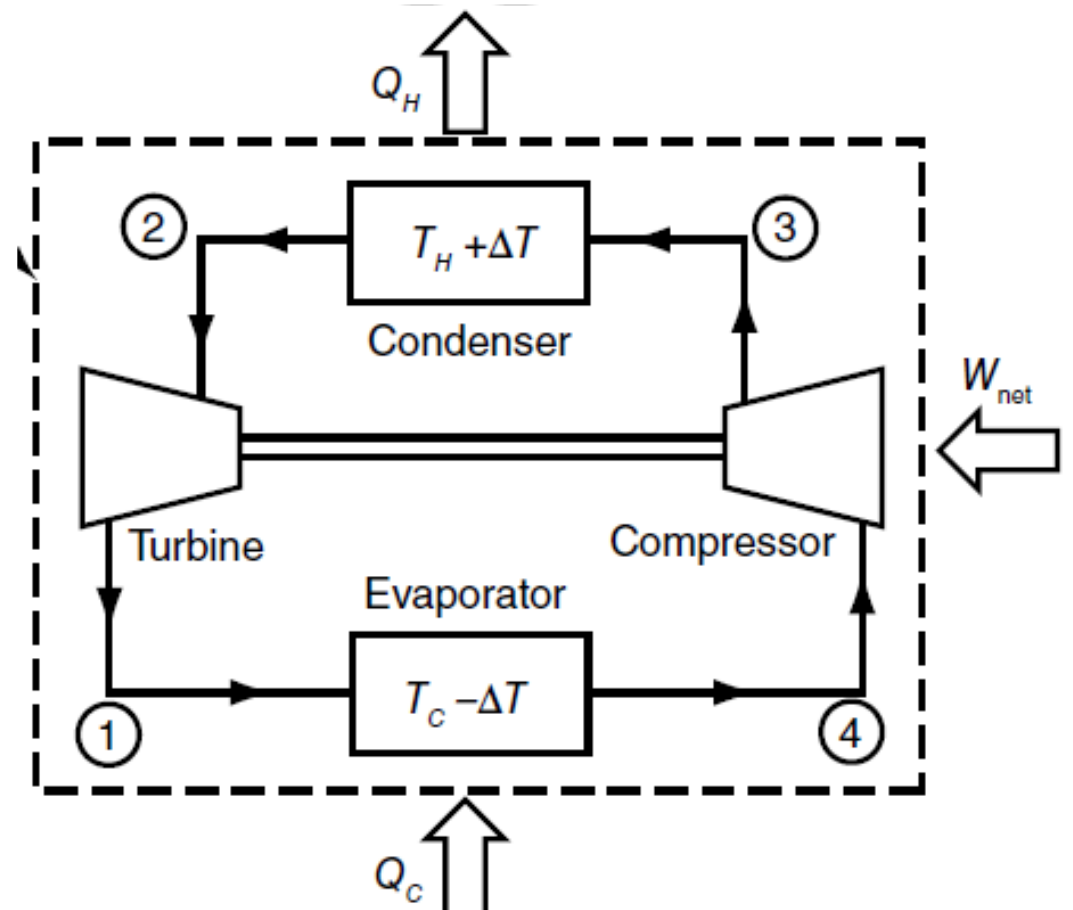 Q_H
2
T_H +ΔT
3
Condenser
W_net
Turbine
Compressor
Evaporator
T_C −ΔT
1
4
Q_C